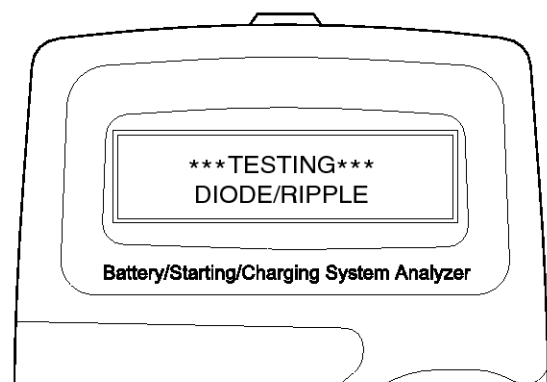 ***TESTING***
DIODE/RIPPLE
Battery/Starting/Charging System Analyzer